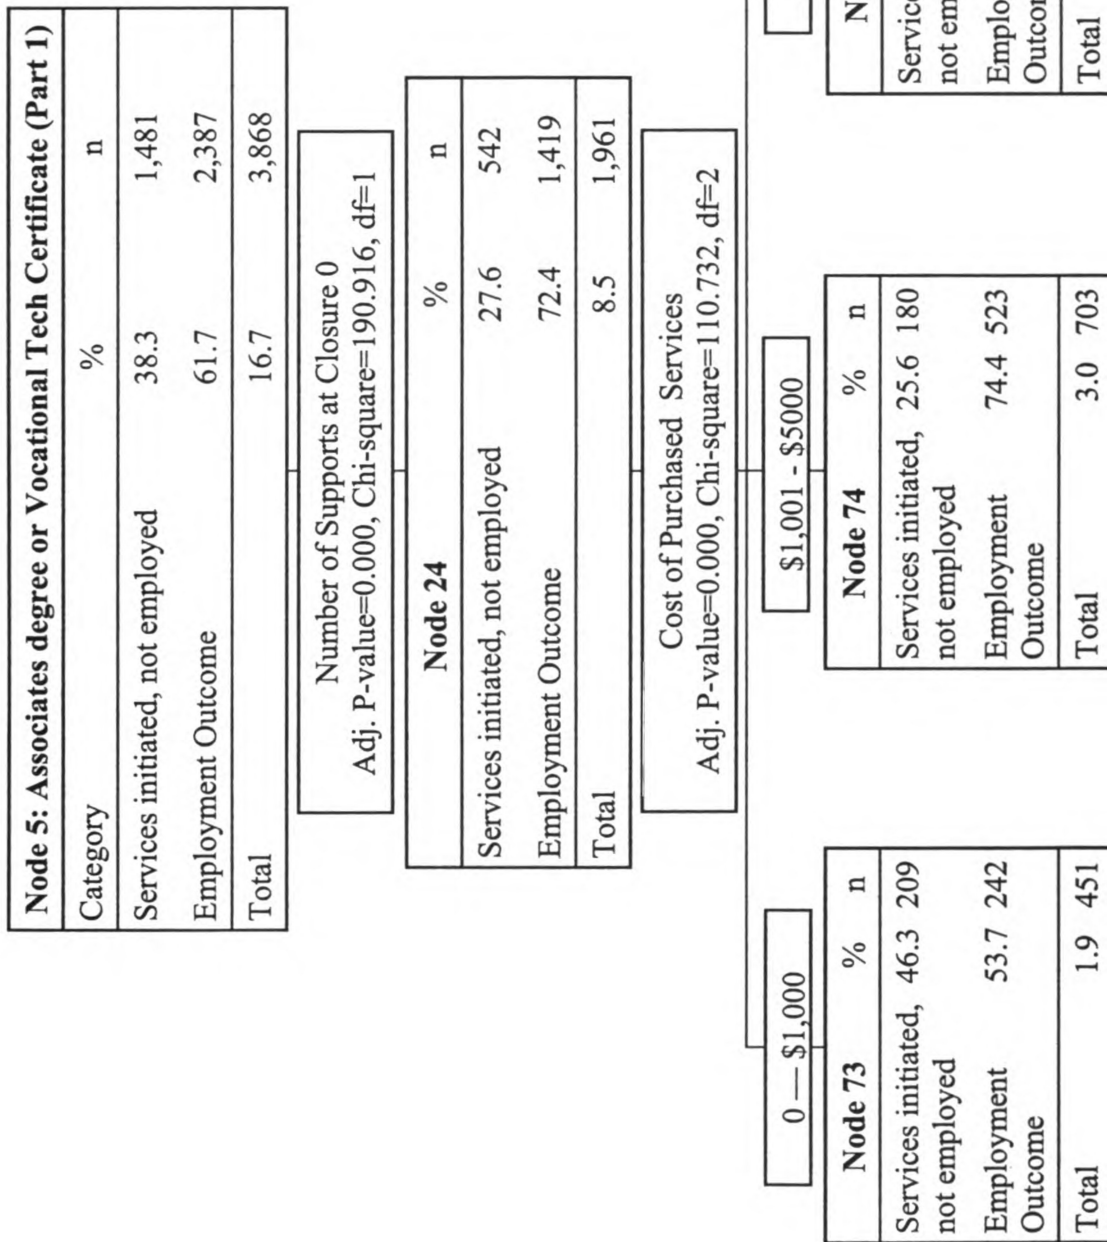 Node 5: Associates degree or Vocational Tech Certificate (Part 1)
Category % n
Services initiated, not employed 38.3 1,481
Employment Outcome 61.7 2,387
Total 16.7 3,868
Number of Supports at Closure 0
Adj. P-value=0.000, Chi-square=190.916, df=1
Node 24 % n
Services initiated, not employed 27.6 542
Employment Outcome 72.4 1,419
Total 8.5 1,961
Cost of Purchased Services
Adj. P-value=0.000, Chi-square=110.732, df=2
0 — $1,000
Node 73 % n
Services initiated, 46.3 209
not employed
Employment 53.7 242
Outcome
Total 1.9 451
$1,001 - $5000
Node 74 % n
Services initiated, 25.6 180
not employed
Employment 74.4 523
Outcome
Total 3.0 703
N
Service
not em
Emplo
Outcor
Total